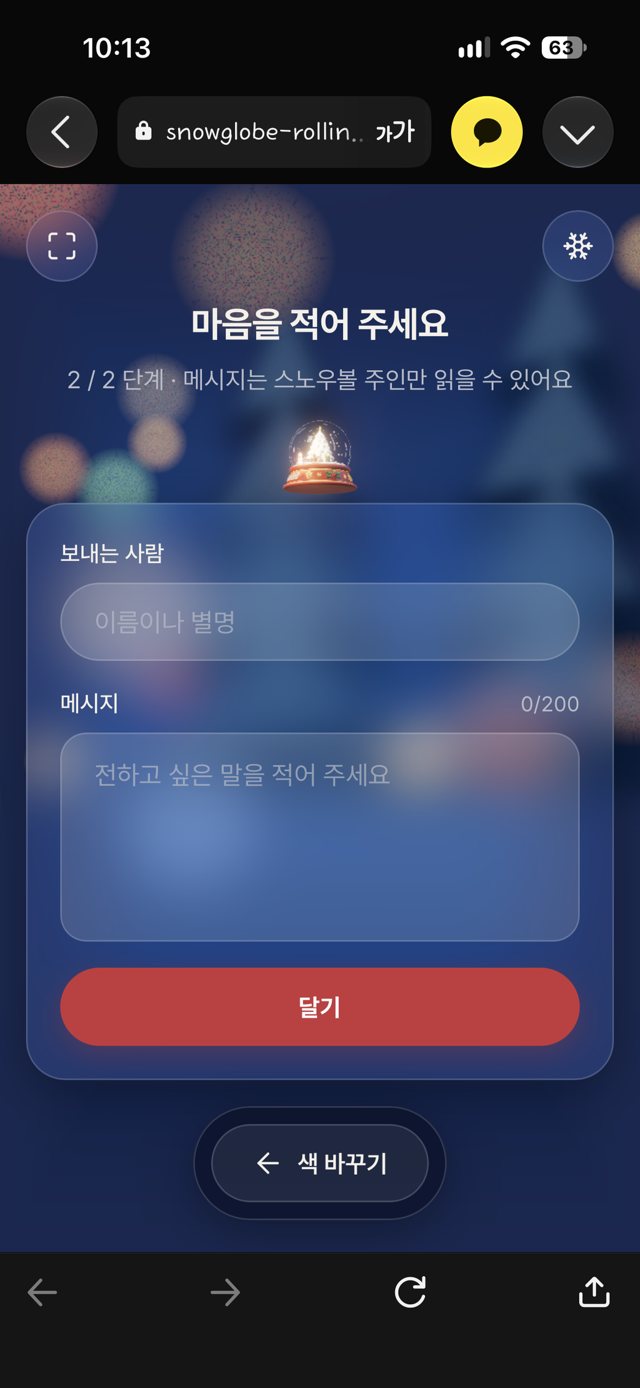 10:13
63
snowglobe-rollin.. 가가
마음을 적어 주세요
2 / 2 단계 · 메시지는 스노우볼 주인만 읽을 수 있어요
보내는 사람
이름이나 별명
메시지 0/200
전하고 싶은 말을 적어 주세요
달기
← 색 바꾸기